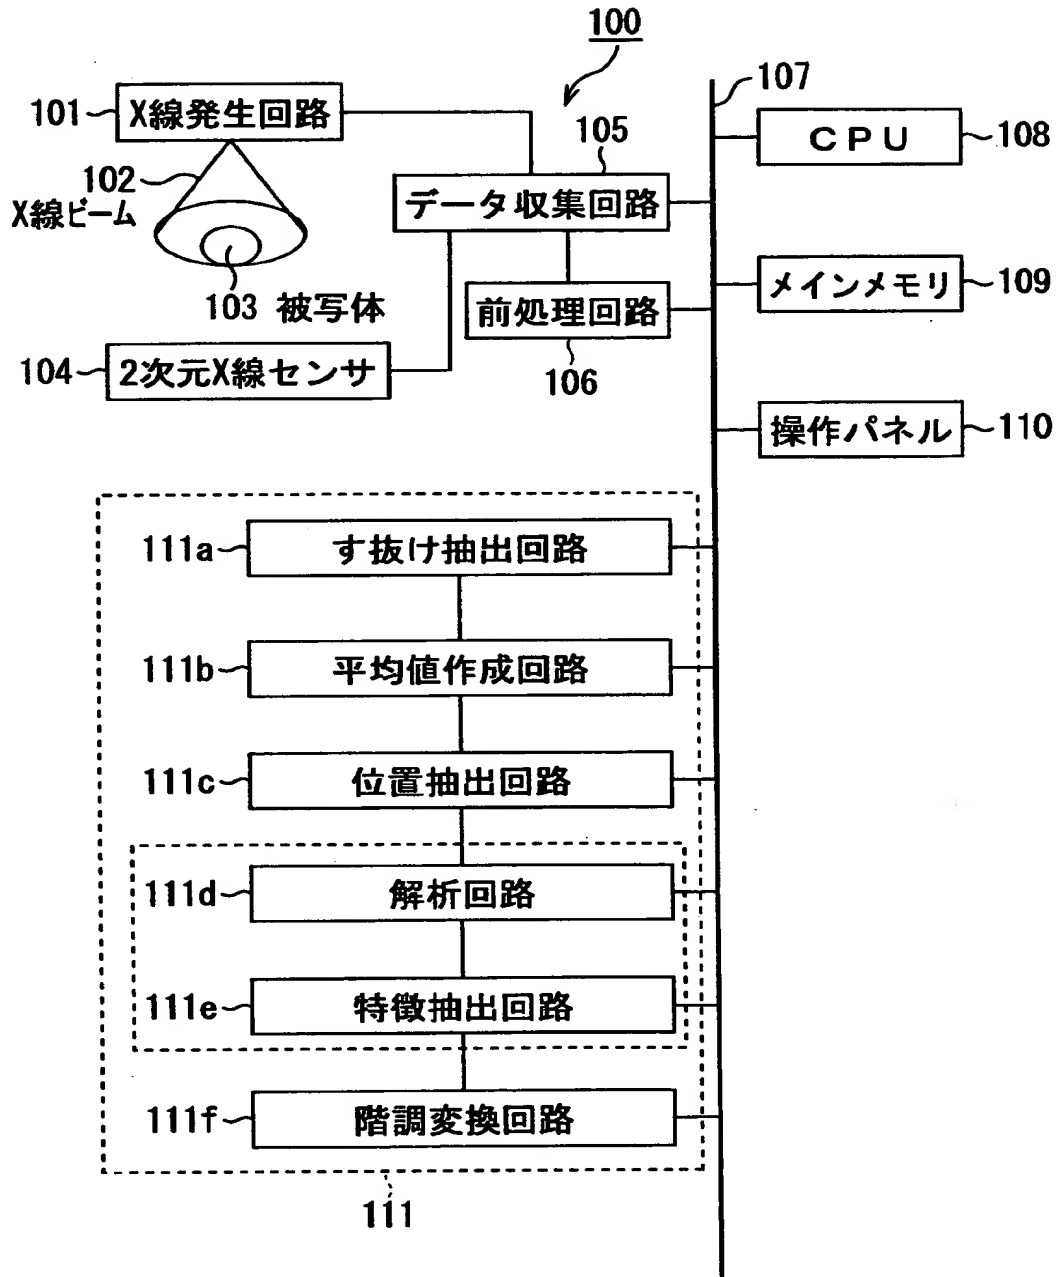 100
107
101 X線発生回路
105
CPU 108
102
X線ビーム
データ収集回路
103 被写体
前処理回路
メインメモリ 109
104 2次元X線センサ
106
操作パネル 110
111a す抜け抽出回路
111b 平均値作成回路
111c 位置抽出回路
111d 解析回路
111e 特徴抽出回路
111f 階調変換回路
111